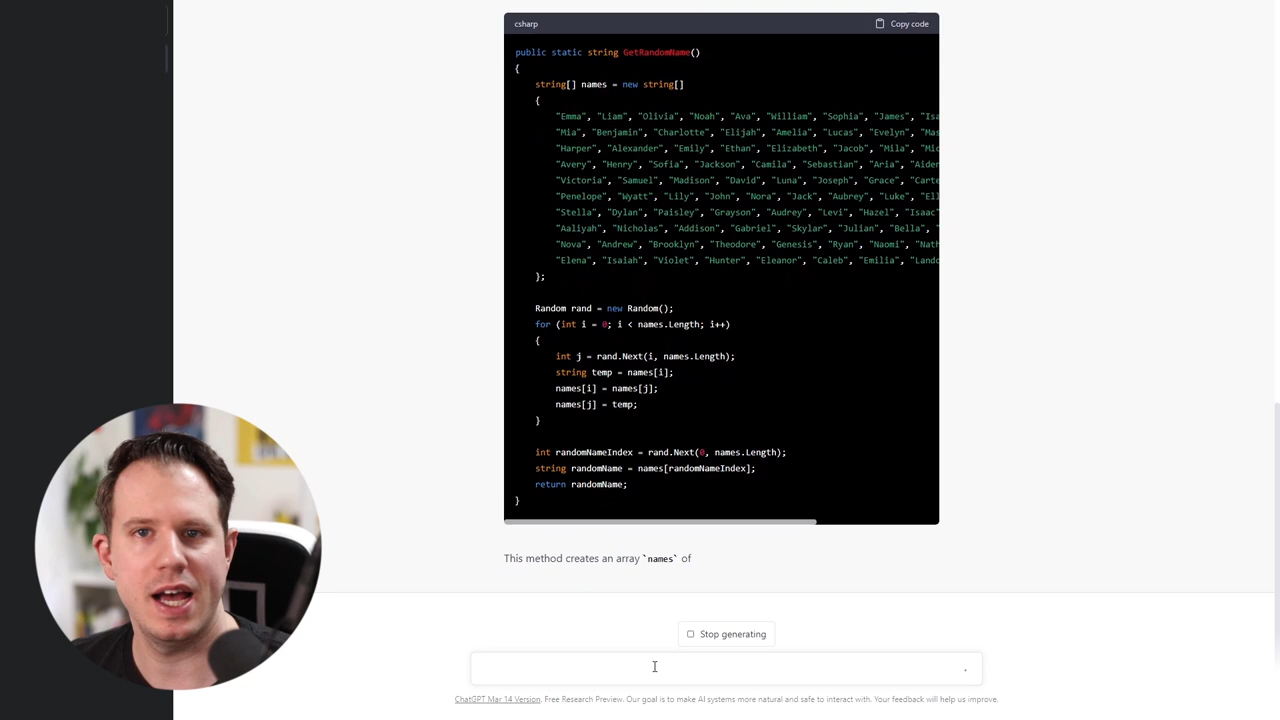 csharp
Copy code
public static string GetRandomName()
{
string[] names = new string[]
{
"Emma", "Liam", "Olivia", "Noah", "Ava", "William", "Sophia", "James", "Isa
"Mia", "Benjamin", "Charlotte", "Elijah", "Amelia", "Lucas", "Evelyn", "Mas
"Harper", "Alexander", "Emily", "Ethan", "Elizabeth", "Jacob", "Mila", "Mic
"Avery", "Henry", "Sofia", "Jackson", "Camila", "Sebastian", "Aria", "Aiden
"Victoria", "Samuel", "Madison", "David", "Luna", "Joseph", "Grace", "Carte
"Penelope", "Wyatt", "Lily", "John", "Nora", "Jack", "Aubrey", "Luke", "Ell
"Stella", "Dylan", "Paisley", "Grayson", "Audrey", "Levi", "Hazel", "Isaac"
"Aaliyah", "Nicholas", "Addison", "Gabriel", "Skylar", "Julian", "Bella", "
"Nova", "Andrew", "Brooklyn", "Theodore", "Genesis", "Ryan", "Naomi", "Nath
"Elena", "Isaiah", "Violet", "Hunter", "Eleanor", "Caleb", "Emilia", "Lando
};
Random rand = new Random();
for (int i = 0; i < names.Length; i++)
{
int j = rand.Next(i, names.Length);
string temp = names[i];
names[i] = names[j];
names[j] = temp;
}
int randomNameIndex = rand.Next(0, names.Length);
string randomName = names[randomNameIndex];
return randomName;
}
This method creates an array `names` of
Stop generating
ChatGPT Mar 14 Version. Free Research Preview. Our goal is to make AI systems more natural and safe to interact with. Your feedback will help us improve.